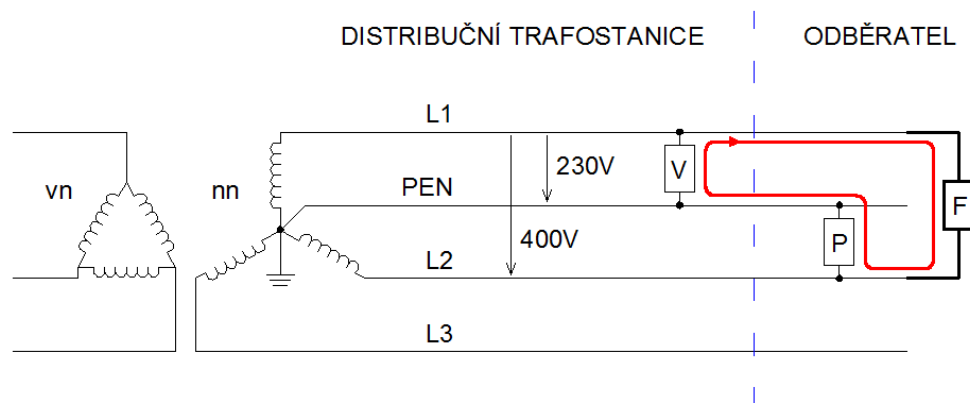 DISTRIBUČNÍ TRAFOSTANICE
ODBĚRATEL
L1
vn
nn
PEN
230V
V
F
400V
P
L2
L3